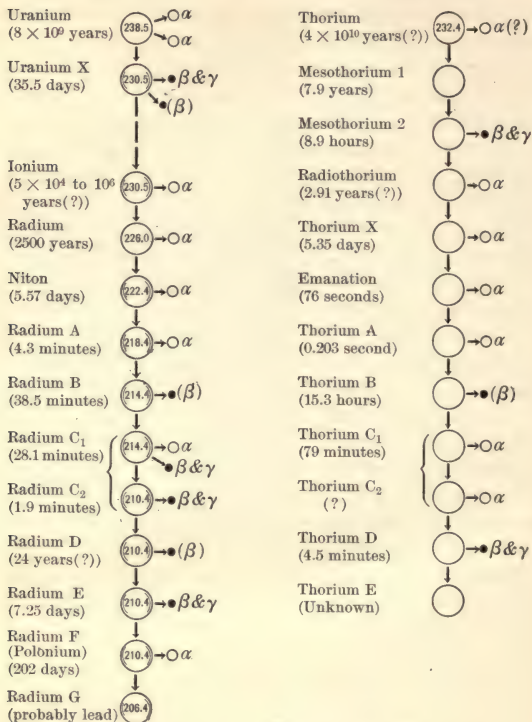 Uranium
(8 × 10⁹ years)
238.5 α
α
Uranium X
(35.5 days)
230.5 β&γ
(β)
Ionium
(5 × 10⁴ to 10⁶
years(?))
230.5 α
Radium
(2500 years)
226.0 α
Niton
(5.57 days)
222.4 α
Radium A
(4.3 minutes)
218.4 α
Radium B
(38.5 minutes)
214.4 (β)
Radium C₁
(28.1 minutes)
214.4 α
β&γ
Radium C₂
(1.9 minutes)
210.4 β&γ
Radium D
(24 years(?))
210.4 (β)
Radium E
(7.25 days)
210.4 β&γ
Radium F
(Polonium)
202 days)
210.4 α
Radium G
(probably lead)
206.4
Thorium
(4 × 10¹⁰ years(?))
232.4 α(?)
Mesothorium 1
(7.9 years)
Mesothorium 2
(8.9 hours)
β&γ
Radiothorium
(2.91 years(?))
α
Thorium X
(5.35 days)
α
Emanation
(76 seconds)
α
Thorium A
(0.203 second)
α
Thorium B
(15.3 hours)
(β)
Thorium C₁
(79 minutes)
α
Thorium C₂
(?)
α
Thorium D
(4.5 minutes)
β&γ
Thorium E
(Unknown)